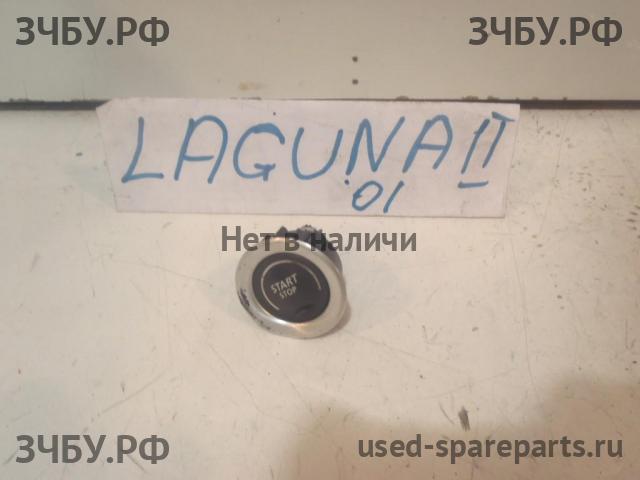 ЗЧБУ.РФ ЗЧБУ.РФ
LAGUNA II
01
Нет в наличи
START
STOP
ЗЧБУ.РФ used-spareparts.ru